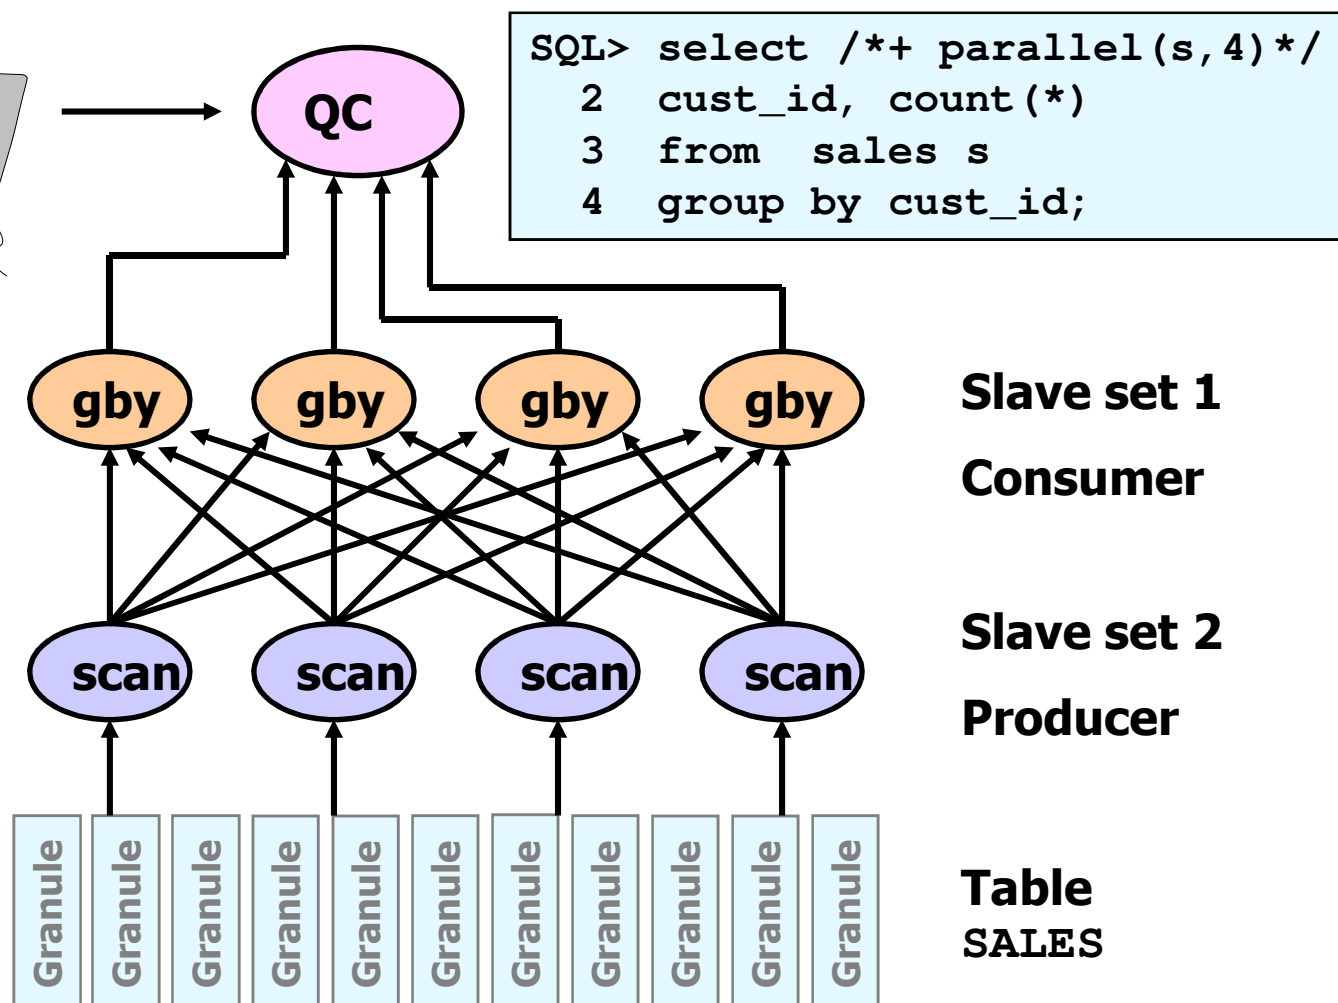 SQL> select /*+ parallel(s,4)*/
2 cust_id, count(*)
3 from sales s
4 group by cust_id;
QC
gby gby gby gby
Slave set 1
Consumer
scan scan scan scan
Slave set 2
Producer
Granule Granule Granule Granule Granule Granule Granule Granule Granule Granule Granule
Table
SALES